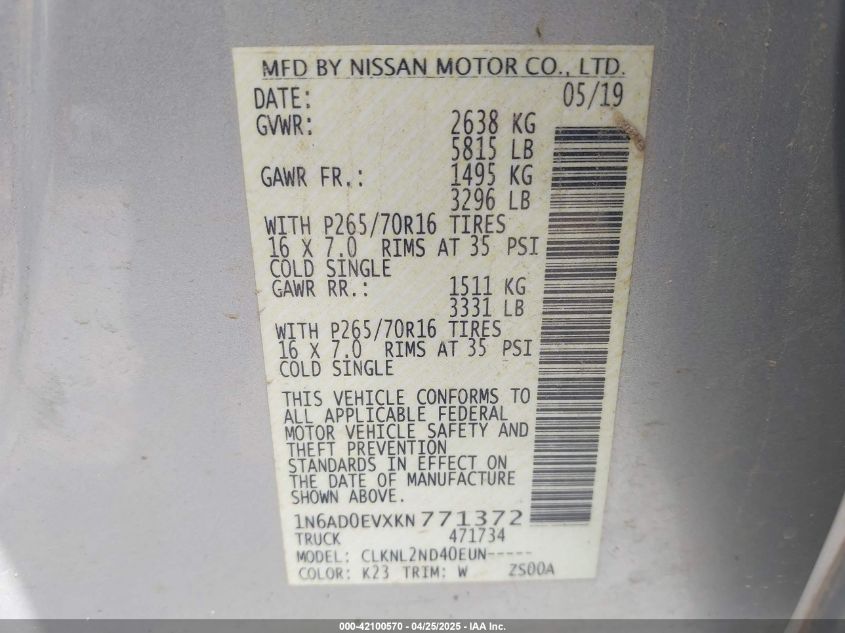 MFD BY NISSAN MOTOR CO., LTD.
DATE: 05/19
GVWR: 2638 KG
5815 LB
GAWR FR.: 1495 KG
3296 LB
WITH P265/70R16 TIRES
16 X 7.0 RIMS AT 35 PSI
COLD SINGLE
GAWR RR.: 1511 KG
3331 LB
WITH P265/70R16 TIRES
16 X 7.0 RIMS AT 35 PSI
COLD SINGLE
THIS VEHICLE CONFORMS TO
ALL APPLICABLE FEDERAL
MOTOR VEHICLE SAFETY AND
THEFT PREVENTION
STANDARDS IN EFFECT ON
THE DATE OF MANUFACTURE
SHOWN ABOVE.
1N6AD0EVXKN771372
TRUCK 471734
MODEL: CLKNL2ND40EUN-----
COLOR: K23 TRIM: W ZS00A
000-42100570 - 04/25/2025 - IAA Inc.